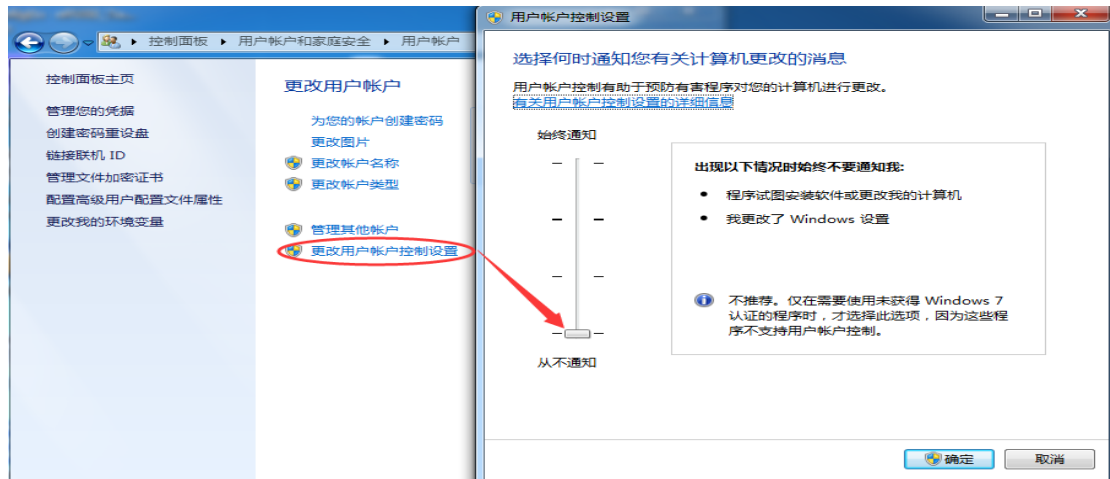 控制面板 ▸ 用户帐户和家庭安全 ▸ 用户帐户
控制面板主页
管理您的凭据
创建密码重设盘
链接联机 ID
管理文件加密证书
配置高级用户配置文件属性
更改我的环境变量
更改用户帐户
为您的帐户创建密码
更改图片
更改帐户名称
更改帐户类型
管理其他帐户
更改用户帐户控制设置
用户帐户控制设置
选择何时通知您有关计算机更改的消息
用户帐户控制有助于预防有害程序对您的计算机进行更改。
有关用户帐户控制设置的详细信息
始终通知
从不通知
出现以下情况时始终不要通知我:
• 程序试图安装软件或更改我的计算机
• 我更改了 Windows 设置
不推荐。仅在需要使用未获得 Windows 7
认证的程序时，才选择此选项，因为这些程
序不支持用户帐户控制。
确定
取消